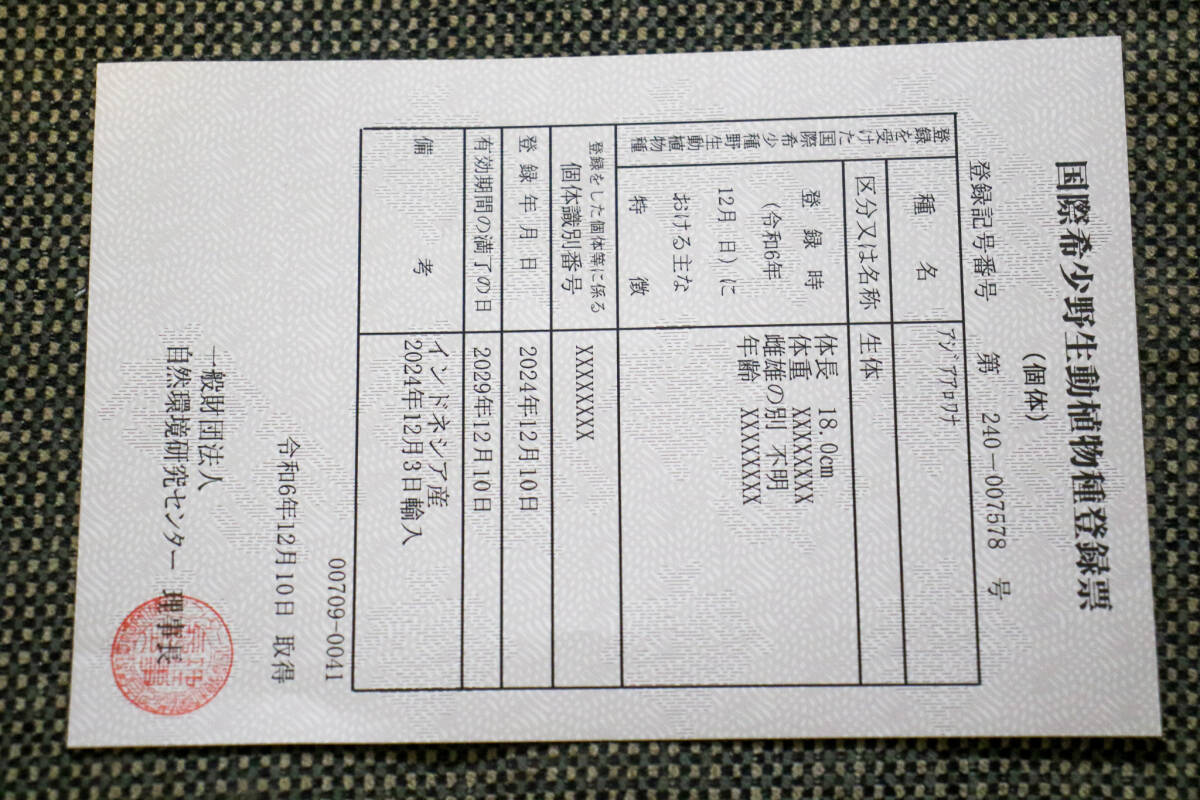 国際希少野生動植物種登録票
(個体)
登録記号番号 第 240-007578 号
登録を受けた国際希少野生動植物種
種名 アジアアロワナ
区分又は名称 生体
登録時
(令和6年
12月 日)に
おける主な
特徴
体長 18.0cm
体重 XXXXXXXX
雌雄の別 不明
年齢 XXXXXXXX
登録をした個体等に係る
個体識別番号 XXXXXXXX
登録年月日 2024年12月10日
有効期間の満了の日 2029年12月10日
備考
インドネシア産
2024年12月3日輸入
00709-0041
令和6年12月10日 取得
一般財団法人
自然環境研究センター 理事長